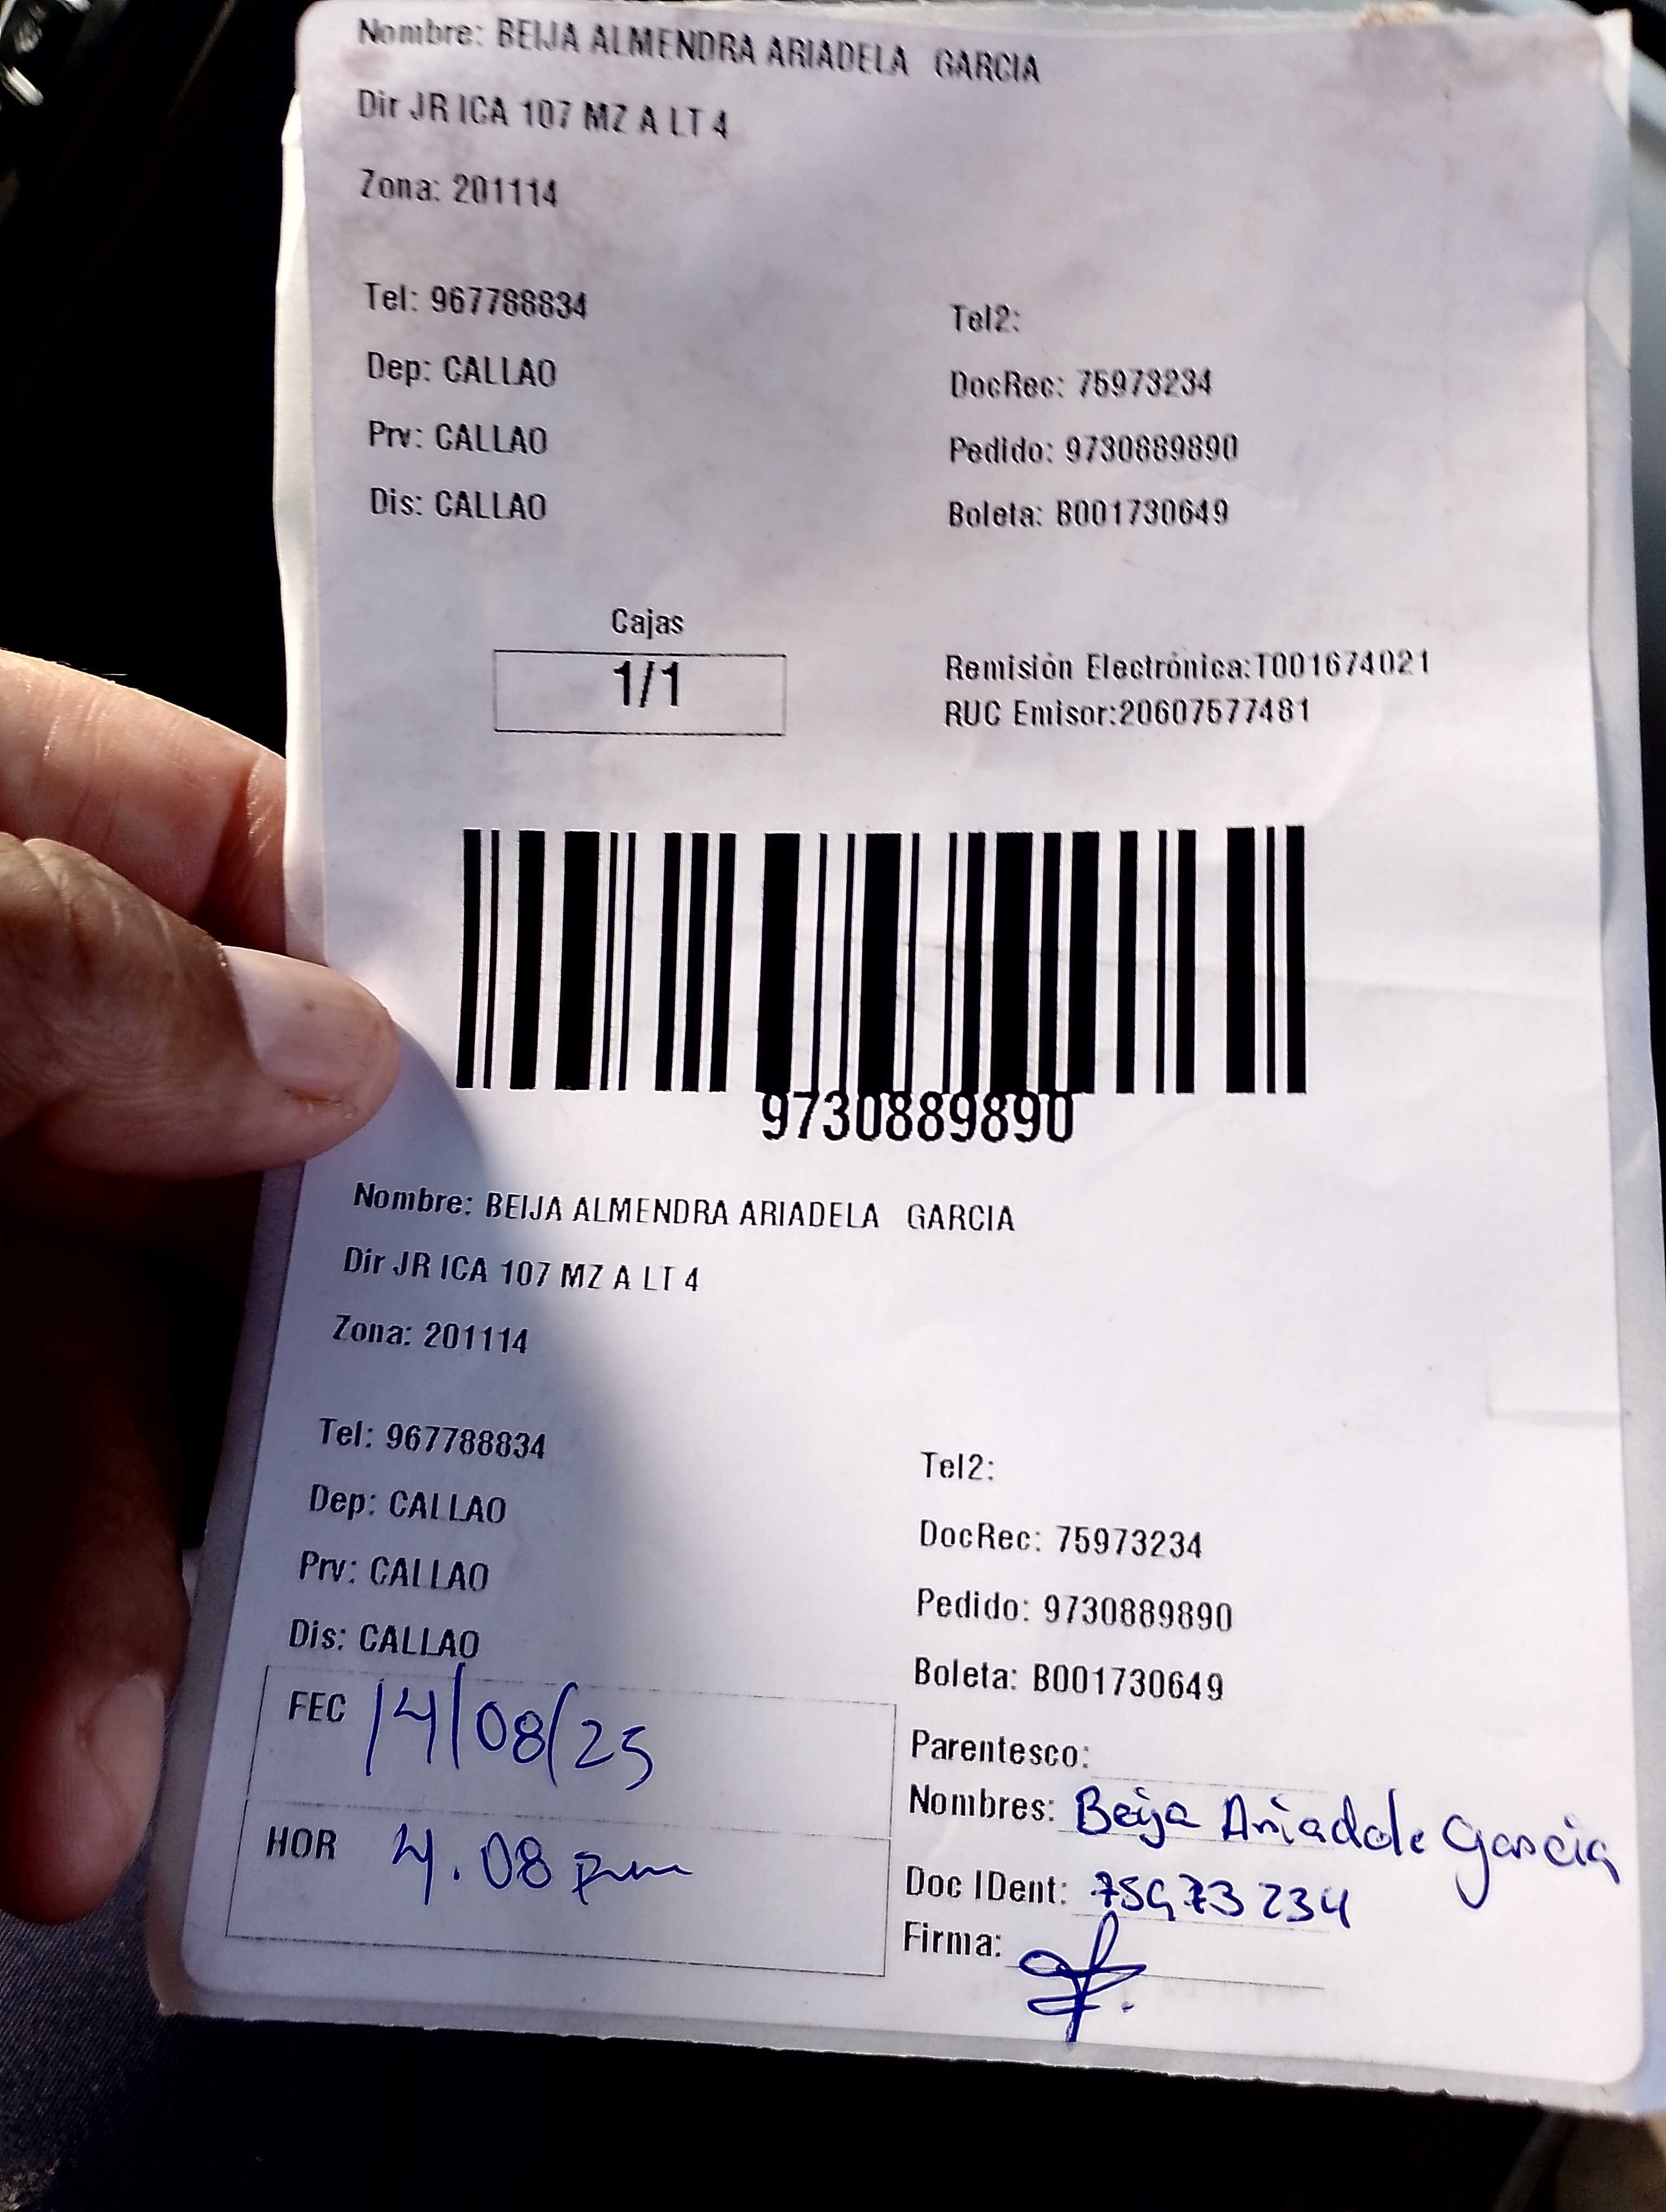 Nombre: BEIJA ALMENDRA ARIADELA GARCIA
Dir JR ICA 107 MZ A LT 4
Zona: 201114
Tel: 967788834
Tel2:
Dep: CALLAO
DocRec: 75973234
Prv: CALLAO
Pedido: 9730889890
Dis: CALLAO
Boleta: B001730649
Cajas
1/1
Remisión Electrónica:T001674021
RUC Emisor:20607577481
9730889890
Nombre: BEIJA ALMENDRA ARIADELA GARCIA
Dir JR ICA 107 MZ A LT 4
Zona: 201114
Tel: 967788834
Tel2:
Dep: CALLAO
DocRec: 75973234
Prv: CALLAO
Pedido: 9730889890
Dis: CALLAO
Boleta: B001730649
FEC 14/08/25
Parentesco:
Nombres: Beija Ariadela Garcia
HOR 4.08 pm
Doc IDent: 75973234
Firma: